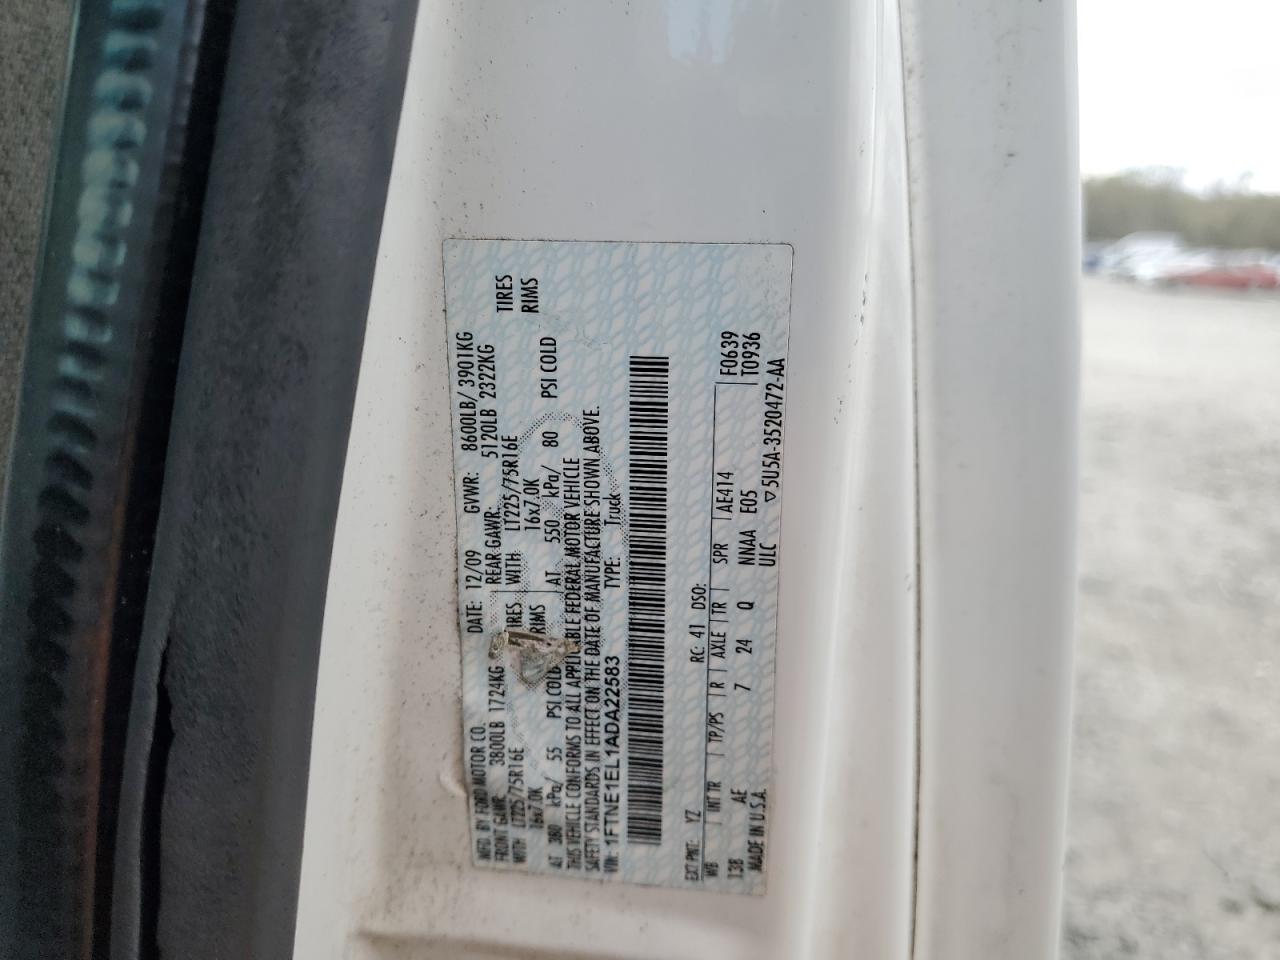 MFD. BY FORD MOTOR CO. DATE: 12/09 GVWR: 8600LB/ 3901KG
FRONT GAWR: 3800LB 1724KG REAR GAWR: 5120LB 2322KG
WITH LT225/75R16E TIRES WITH: LT225/75R16E TIRES
16x7.0K RIMS 16x7.0K RIMS
AT 380 kPa/ 55 PSI COLD AT 550 kPa/ 80 PSI COLD
THIS VEHICLE CONFORMS TO ALL APPLICABLE FEDERAL MOTOR VEHICLE
SAFETY STANDARDS IN EFFECT ON THE DATE OF MANUFACTURE SHOWN ABOVE.
VIN: 1FTNE1EL1ADA22583 TYPE: Truck
EXT PNT: YZ RC: 41 DSO:
WB INT TR TP/PS R AXLE TR SPR AE414 F0639
138 AE 7 24 Q NNAA E05 T0936
MADE IN U.S.A. ULC ▽5U5A-3520472-AA